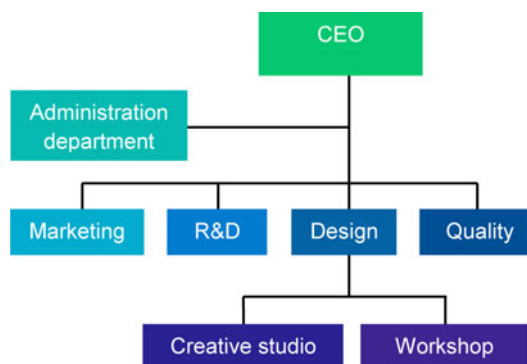 CEO
Administration
department
Marketing
R&D
Design
Quality
Creative studio
Workshop